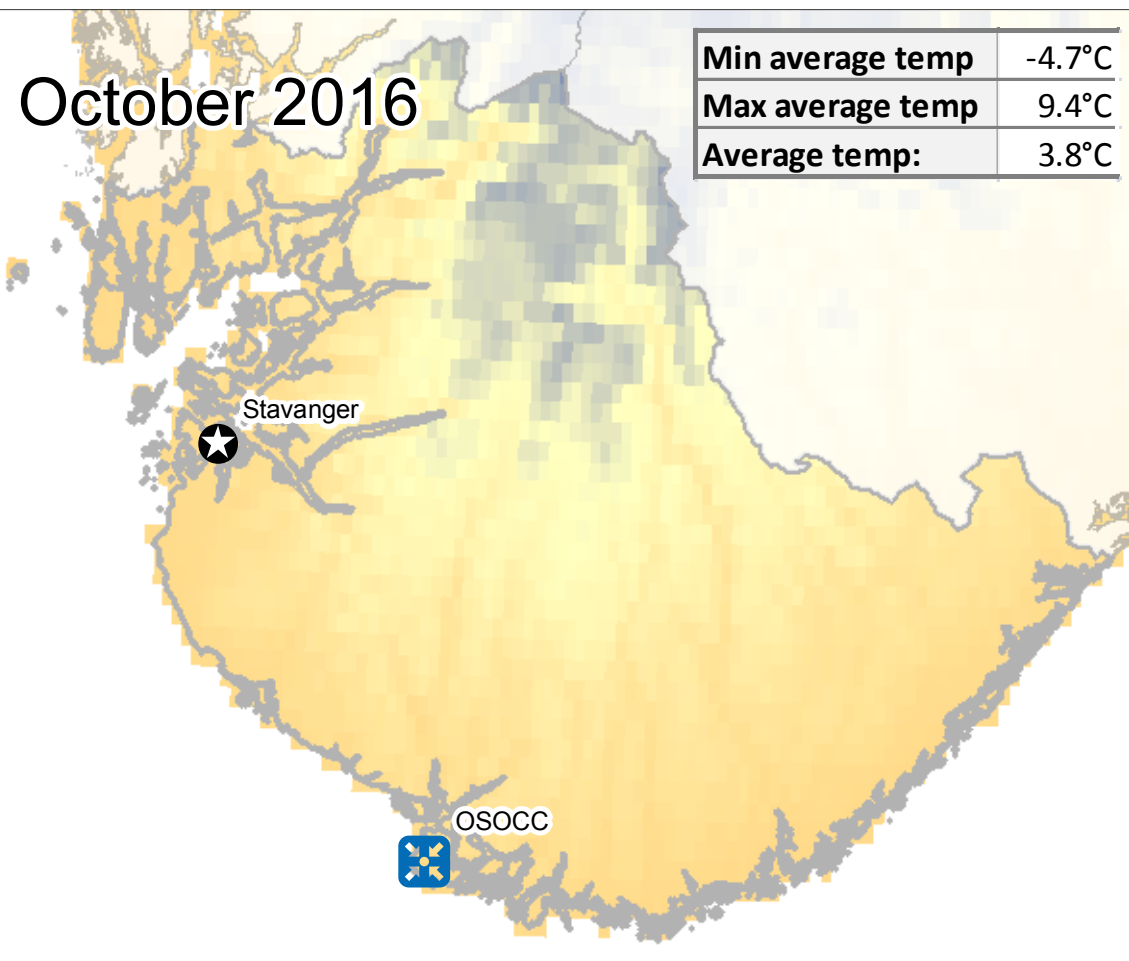 October 2016
Min average temp -4.7°C
Max average temp 9.4°C
Average temp: 3.8°C
Stavanger
OSOCC